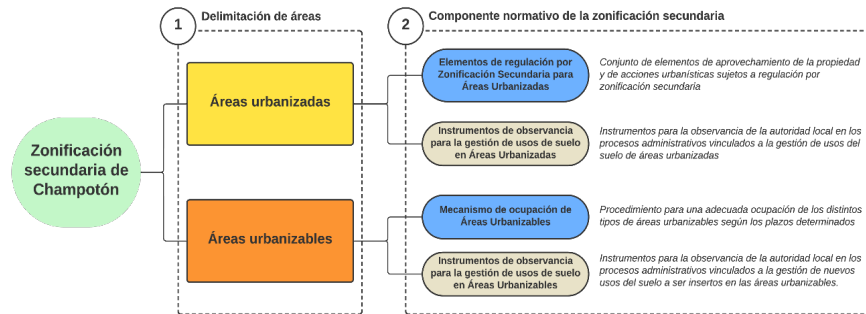 1
Delimitación de áreas
2
Componente normativo de la zonificación secundaria
Zonificación
secundaria de
Champotón
Áreas urbanizadas
Elementos de regulación por
Zonificación Secundaria para
Áreas Urbanizadas
Conjunto de elementos de aprovechamiento de la propiedad
y de acciones urbanísticas sujetos a regulación por
zonificación secundaria
Instrumentos de observancia
para la gestión de usos de suelo
en Áreas Urbanizadas
Instrumentos para la observancia de la autoridad local en los
procesos administrativos vinculados a la gestión de usos del
suelo de áreas urbanizadas
Áreas urbanizables
Mecanismo de ocupación de
Áreas Urbanizables
Procedimiento para una adecuada ocupación de los distintos
tipos de áreas urbanizables según los plazos determinados
Instrumentos de observancia
para la gestión de usos de suelo
en Áreas Urbanizables
Instrumentos para la observancia de la autoridad local en los
procesos administrativos vinculados a la gestión de nuevos
usos del suelo a ser insertos en las áreas urbanizables.